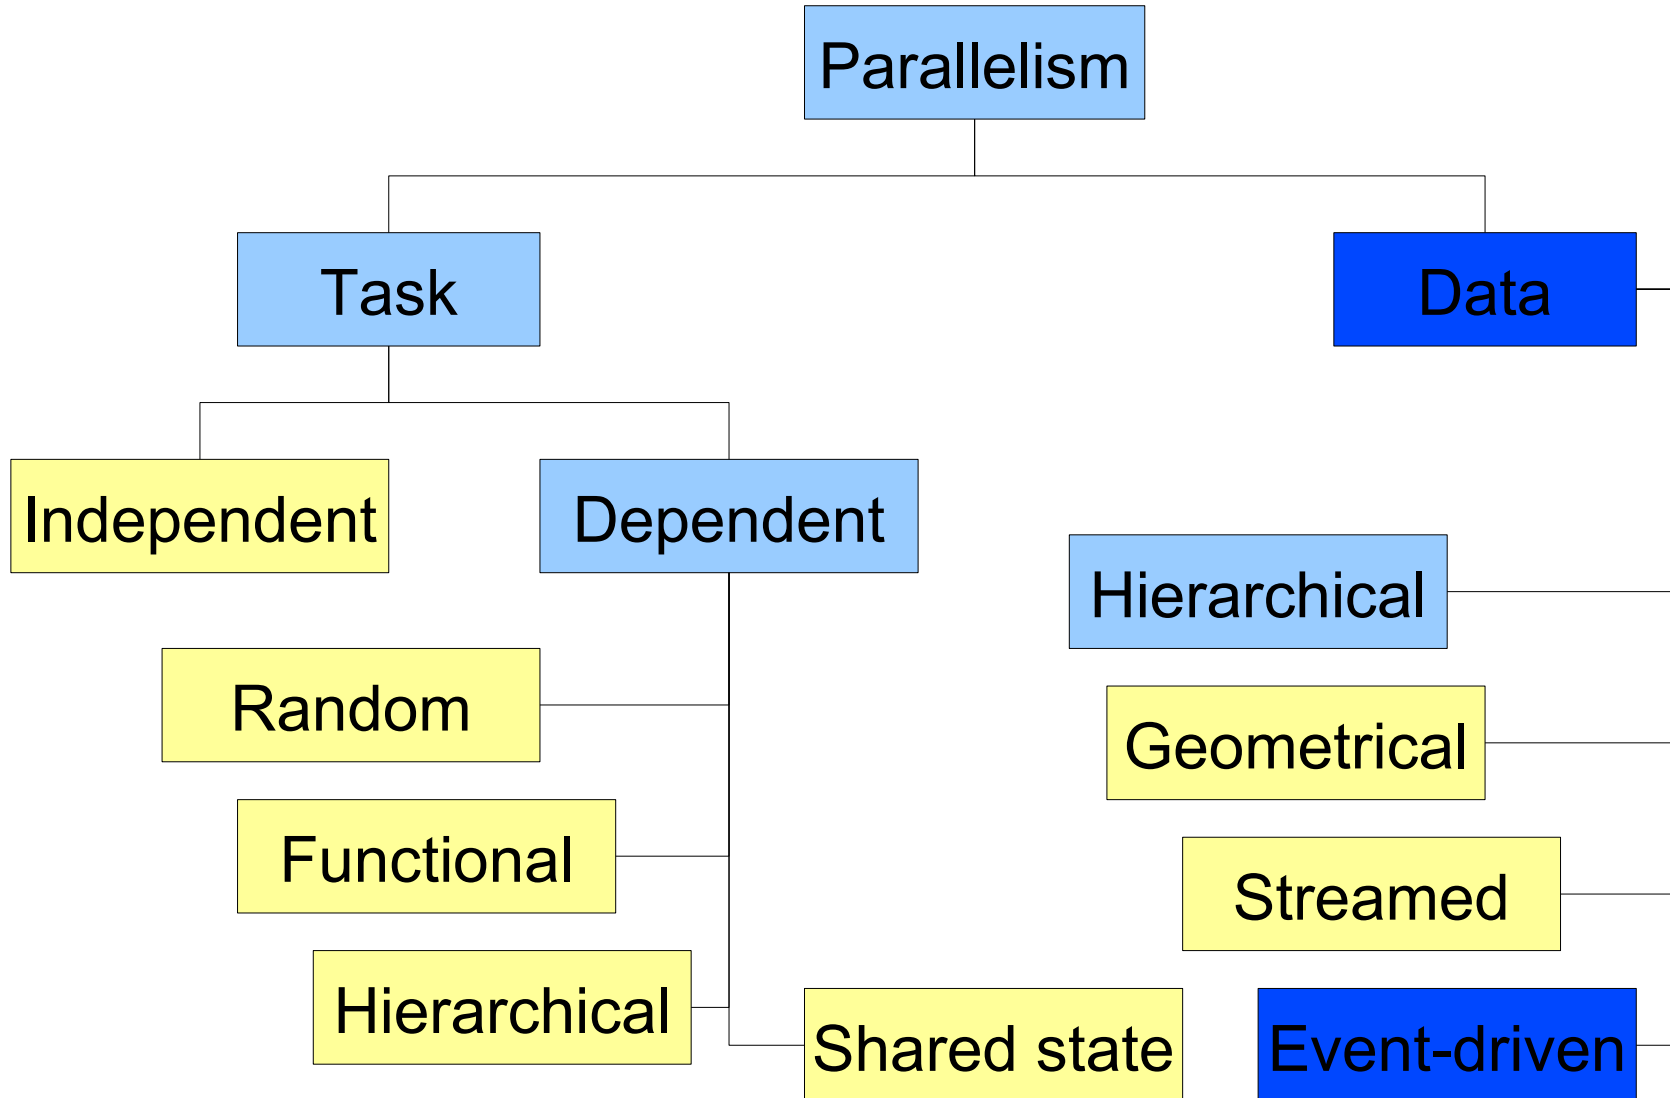 Parallelism
Task
Data
Independent
Dependent
Hierarchical
Random
Geometrical
Functional
Streamed
Hierarchical
Shared state
Event-driven